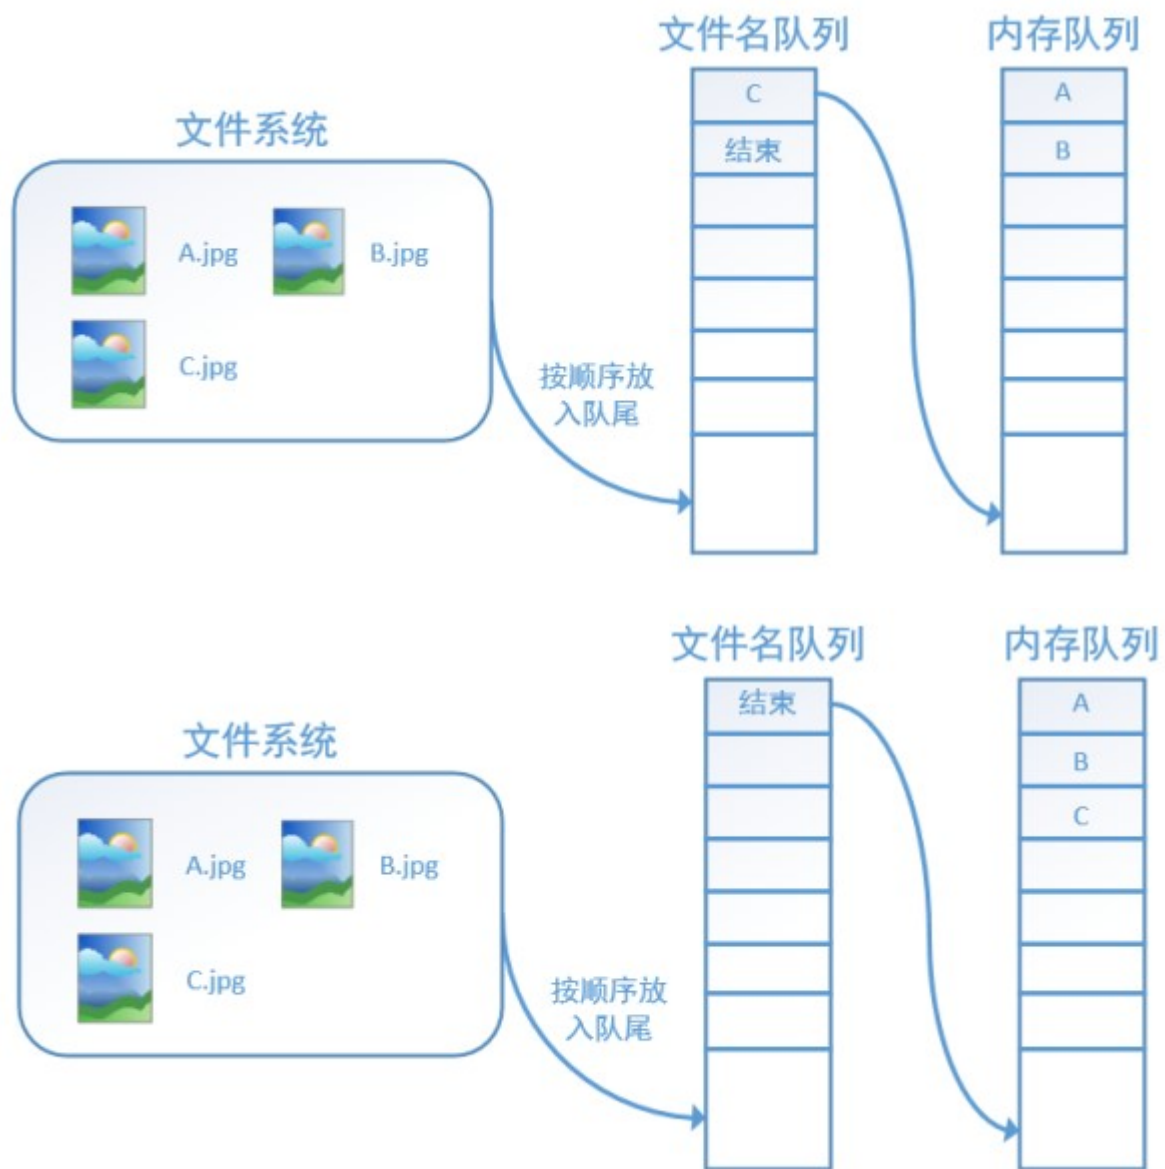 文件名队列
内存队列
C
A
文件系统
结束
B
A.jpg
B.jpg
C.jpg
按顺序放
入队尾
文件名队列
内存队列
结束
A
文件系统
B
C
A.jpg
B.jpg
C.jpg
按顺序放
入队尾